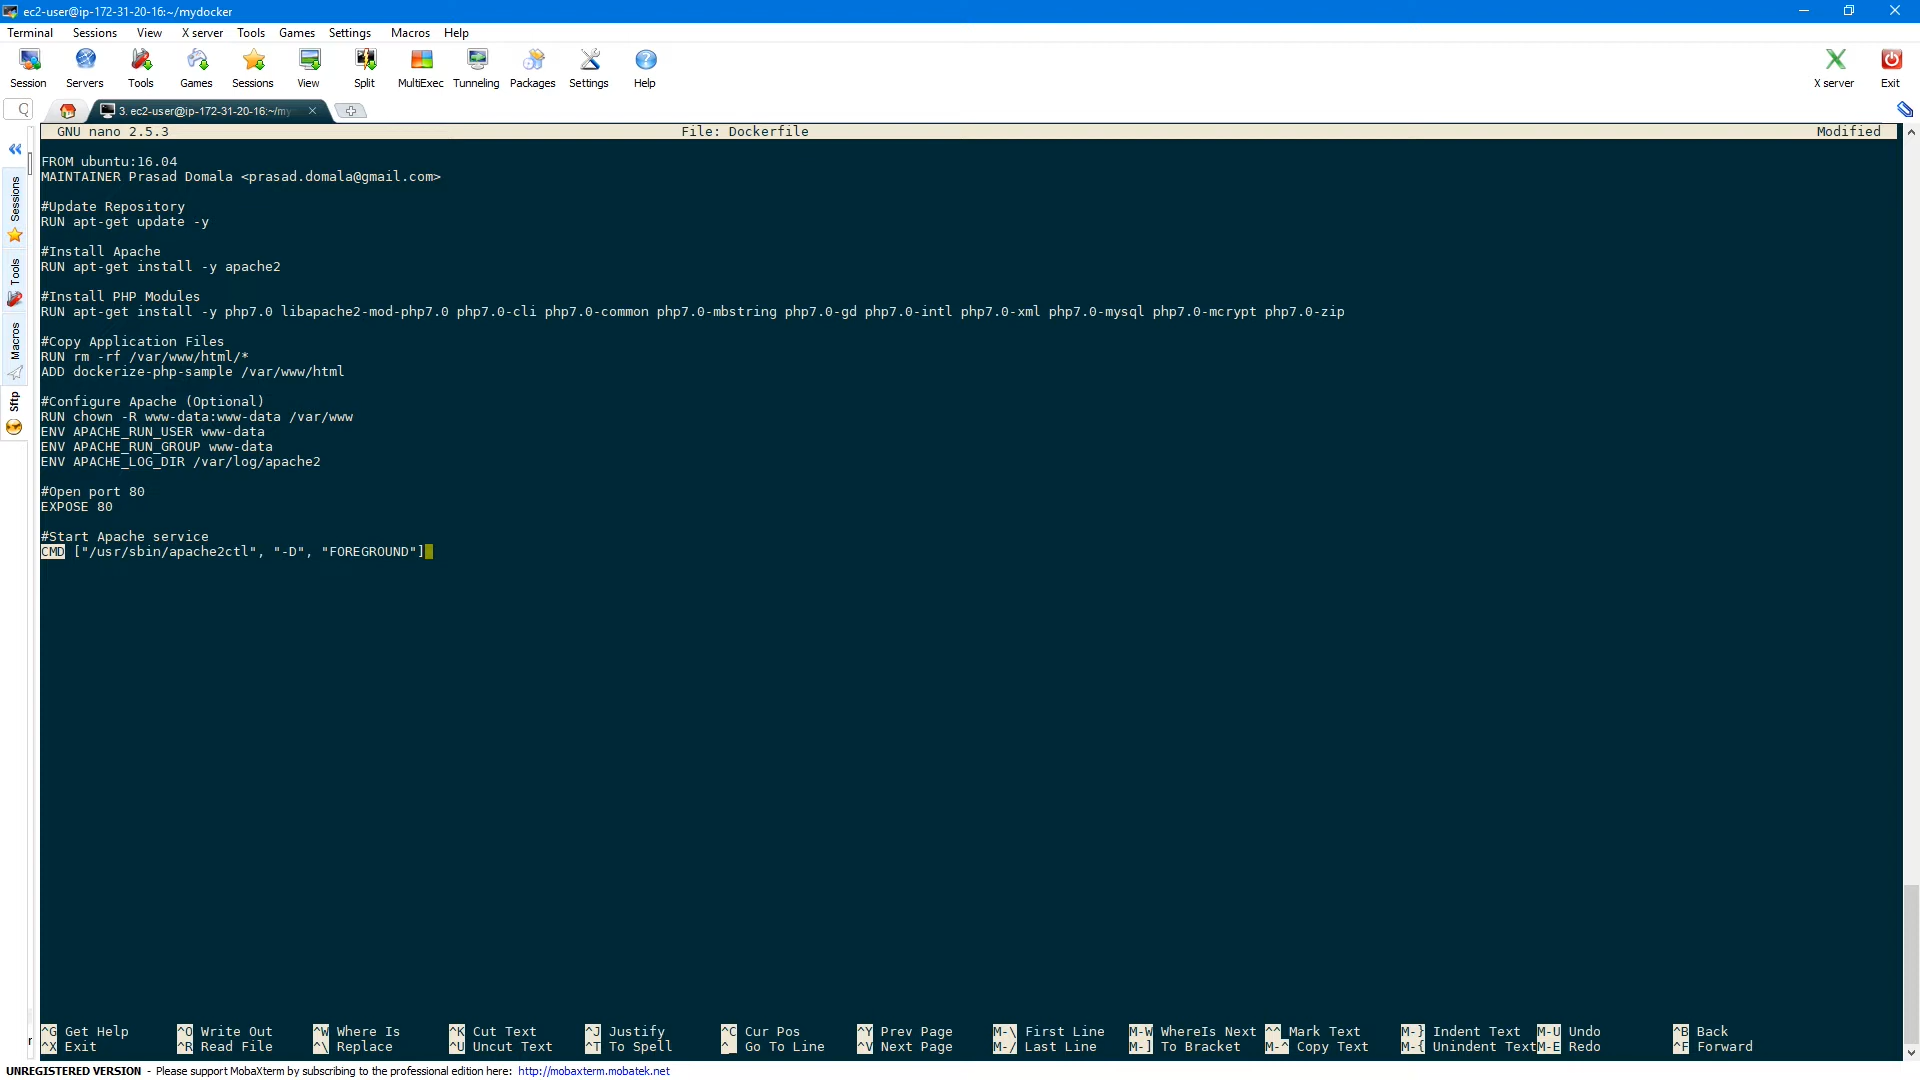 ec2-user@ip-172-31-20-16:~/mydocker
Terminal Sessions View X server Tools Games Settings Macros Help
Session Servers Tools Games Sessions View Split MultiExec Tunneling Packages Settings Help X server Exit
3. ec2-user@ip-172-31-20-16:~/my
GNU nano 2.5.3 File: Dockerfile Modified
FROM ubuntu:16.04
MAINTAINER Prasad Domala <prasad.domala@gmail.com>
#Update Repository
RUN apt-get update -y
#Install Apache
RUN apt-get install -y apache2
#Install PHP Modules
RUN apt-get install -y php7.0 libapache2-mod-php7.0 php7.0-cli php7.0-common php7.0-mbstring php7.0-gd php7.0-intl php7.0-xml php7.0-mysql php7.0-mcrypt php7.0-zip
#Copy Application Files
RUN rm -rf /var/www/html/*
ADD dockerize-php-sample /var/www/html
#Configure Apache (Optional)
RUN chown -R www-data:www-data /var/www
ENV APACHE_RUN_USER www-data
ENV APACHE_RUN_GROUP www-data
ENV APACHE_LOG_DIR /var/log/apache2
#Open port 80
EXPOSE 80
#Start Apache service
CMD ["/usr/sbin/apache2ctl", "-D", "FOREGROUND"]
Sessions
Tools
Macros
Sftp
^G Get Help ^O Write Out ^W Where Is ^K Cut Text ^J Justify ^C Cur Pos ^Y Prev Page M-\ First Line M-W WhereIs Next ^^ Mark Text M-} Indent Text M-U Undo ^B Back
^X Exit ^R Read File ^\ Replace ^U Uncut Text ^T To Spell ^_ Go To Line ^V Next Page M-/ Last Line M-] To Bracket M-^ Copy Text M-{ Unindent Text M-E Redo ^F Forward
UNREGISTERED VERSION - Please support MobaXterm by subscribing to the professional edition here: http://mobaxterm.mobatek.net